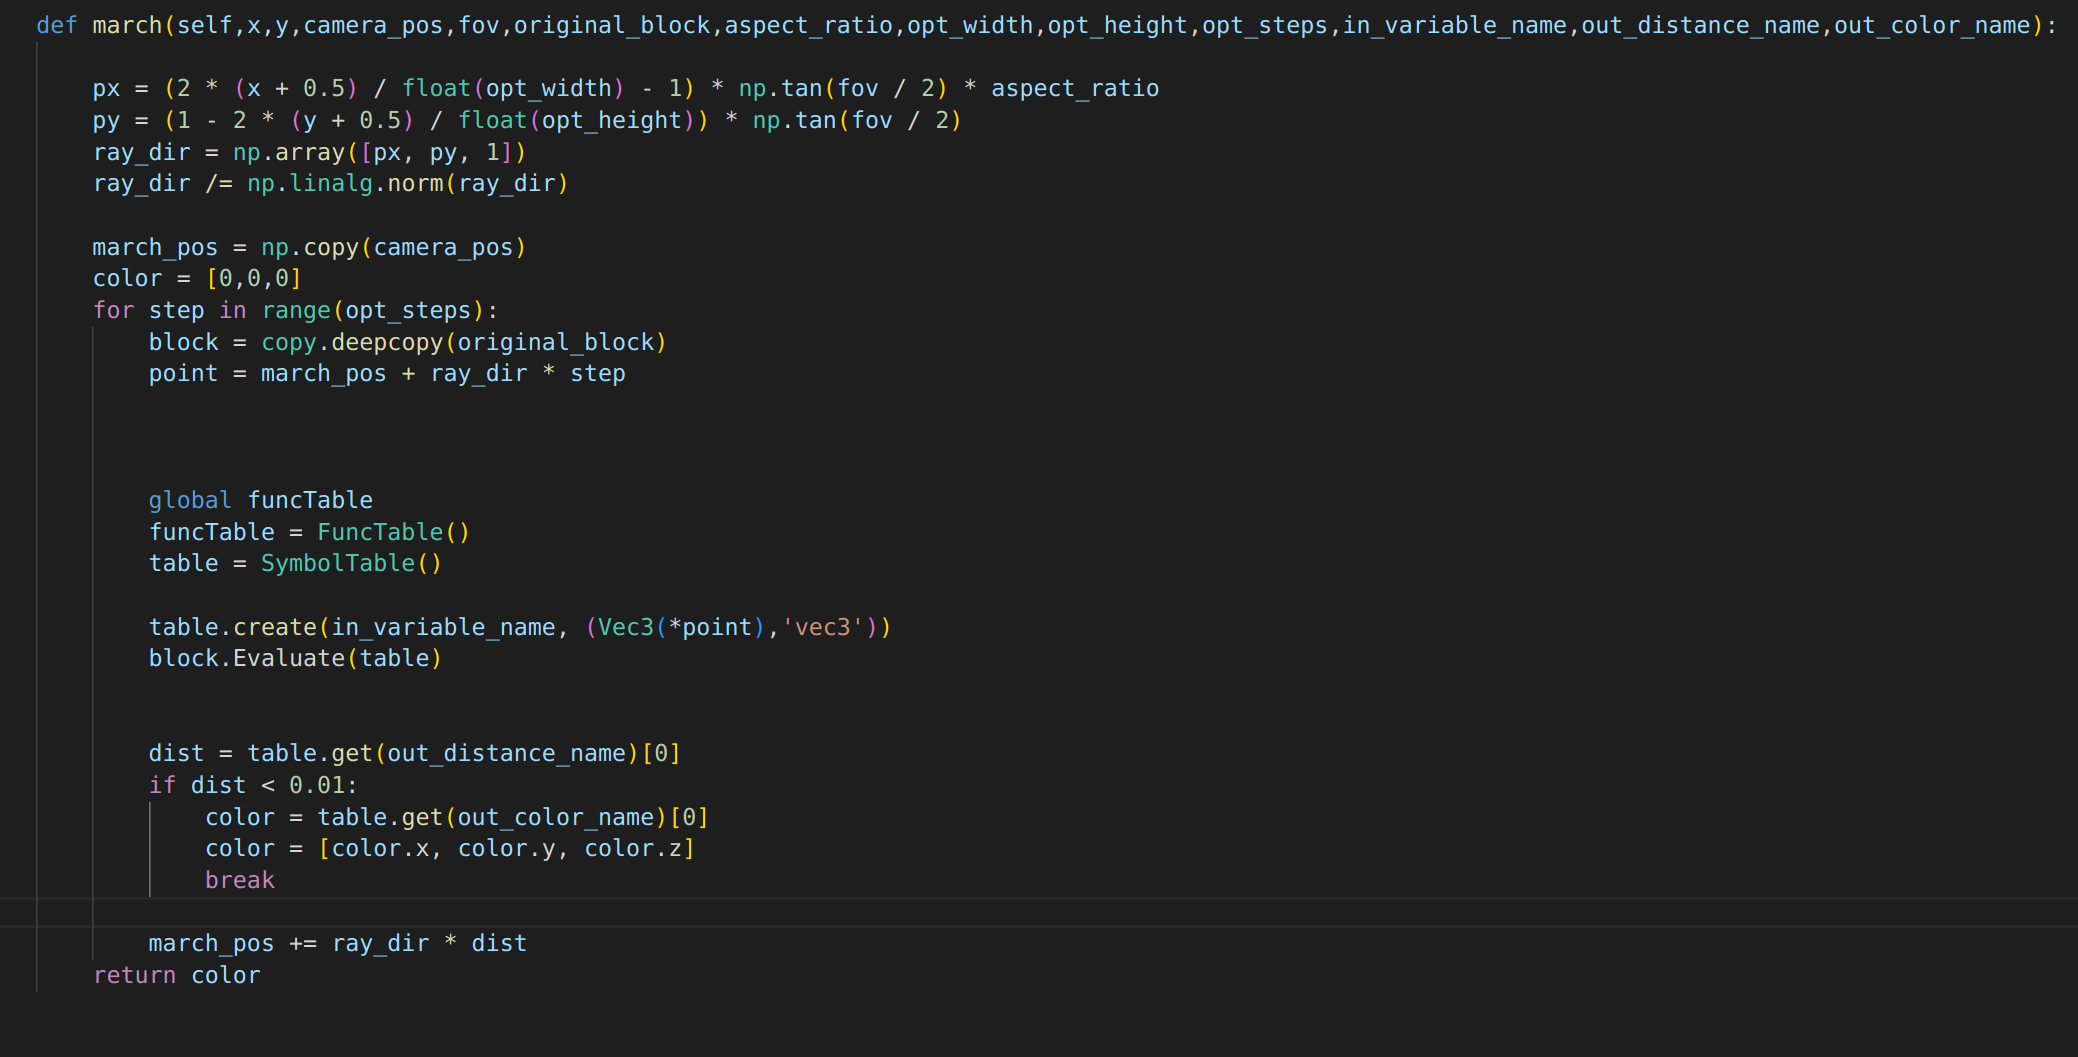 def march(self,x,y,camera_pos,fov,original_block,aspect_ratio,opt_width,opt_height,opt_steps,in_variable_name,out_distance_name,out_color_name):
px = (2 * (x + 0.5) / float(opt_width) - 1) * np.tan(fov / 2) * aspect_ratio
py = (1 - 2 * (y + 0.5) / float(opt_height)) * np.tan(fov / 2)
ray_dir = np.array([px, py, 1])
ray_dir /= np.linalg.norm(ray_dir)
march_pos = np.copy(camera_pos)
color = [0,0,0]
for step in range(opt_steps):
block = copy.deepcopy(original_block)
point = march_pos + ray_dir * step
global funcTable
funcTable = FuncTable()
table = SymbolTable()
table.create(in_variable_name, (Vec3(*point),'vec3'))
block.Evaluate(table)
dist = table.get(out_distance_name)[0]
if dist < 0.01:
color = table.get(out_color_name)[0]
color = [color.x, color.y, color.z]
break
march_pos += ray_dir * dist
return color